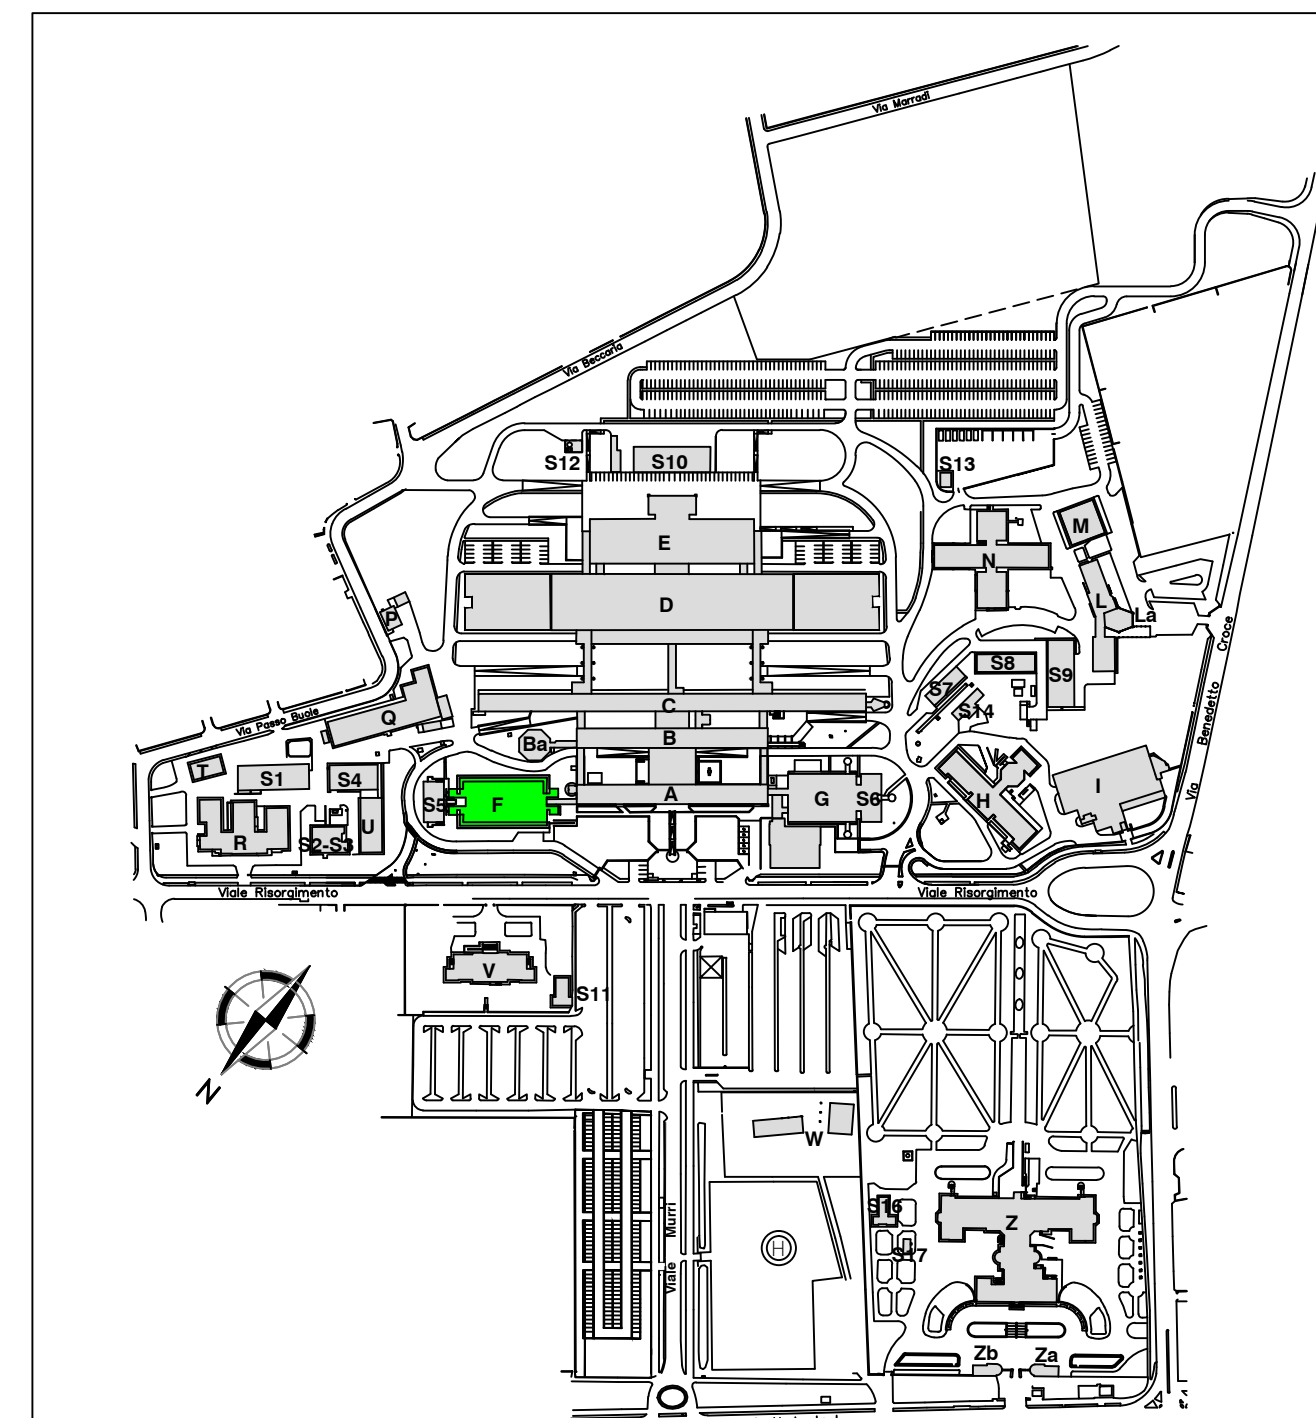 Via Marradi
Via Beccaria
S12
S10
S13
E
M
N
D
P
L
La
Croce
S8
S9
S7
C
S14
Q
Via Passo Buole
Benedetto
B
Ba
T
S1
S4
Via
I
A
S5
F
G
S6
H
U
R
S2-S3
Viale Risorgimento
Viale Risorgimento
V
S11
N
W
S16
Z
Viale Murri
H
S17
Zb
Za